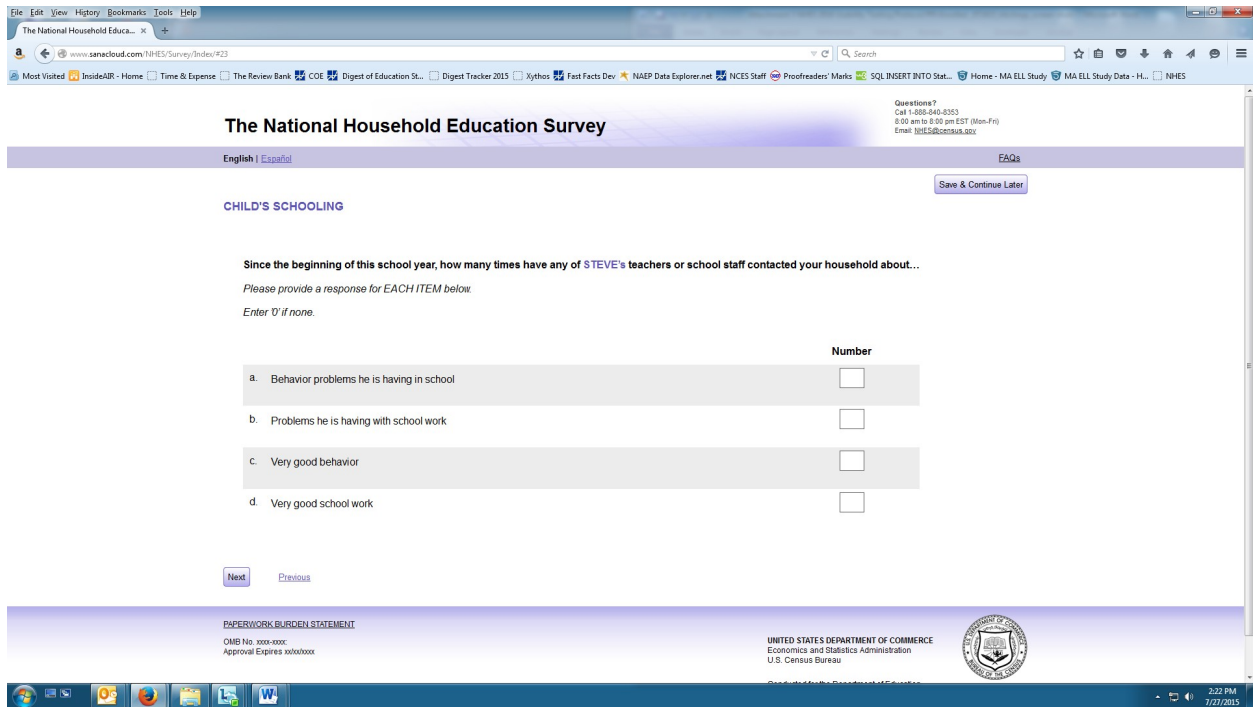 File Edit View History Bookmarks Tools Help
The National Household Educa... × +
www.sanacloud.com/NHES/Survey/Index/#23 Search
Most Visited InsideAIR - Home Time & Expense The Review Bank COE Digest of Education St... Digest Tracker 2015 Xythos Fast Facts Dev NAEP Data Explorer.net NCES Staff Proofreaders' Marks SQL INSERT INTO Stat... Home - MA ELL Study MA ELL Study Data - H... NHES
Questions?
Call 1-888-840-8353
8:00 am to 8:00 pm EST (Mon-Fri)
Email: NHES@census.gov
The National Household Education Survey
English | Español FAQs
Save & Continue Later
CHILD'S SCHOOLING
Since the beginning of this school year, how many times have any of STEVE's teachers or school staff contacted your household about…
Please provide a response for EACH ITEM below.
Enter '0' if none.
Number
a. Behavior problems he is having in school
b. Problems he is having with school work
c. Very good behavior
d. Very good school work
Next Previous
PAPERWORK BURDEN STATEMENT
OMB No. xxxx-xxxx:
Approval Expires xx/xx/xxxx
UNITED STATES DEPARTMENT OF COMMERCE
Economics and Statistics Administration
U.S. Census Bureau
2:22 PM
7/27/2015